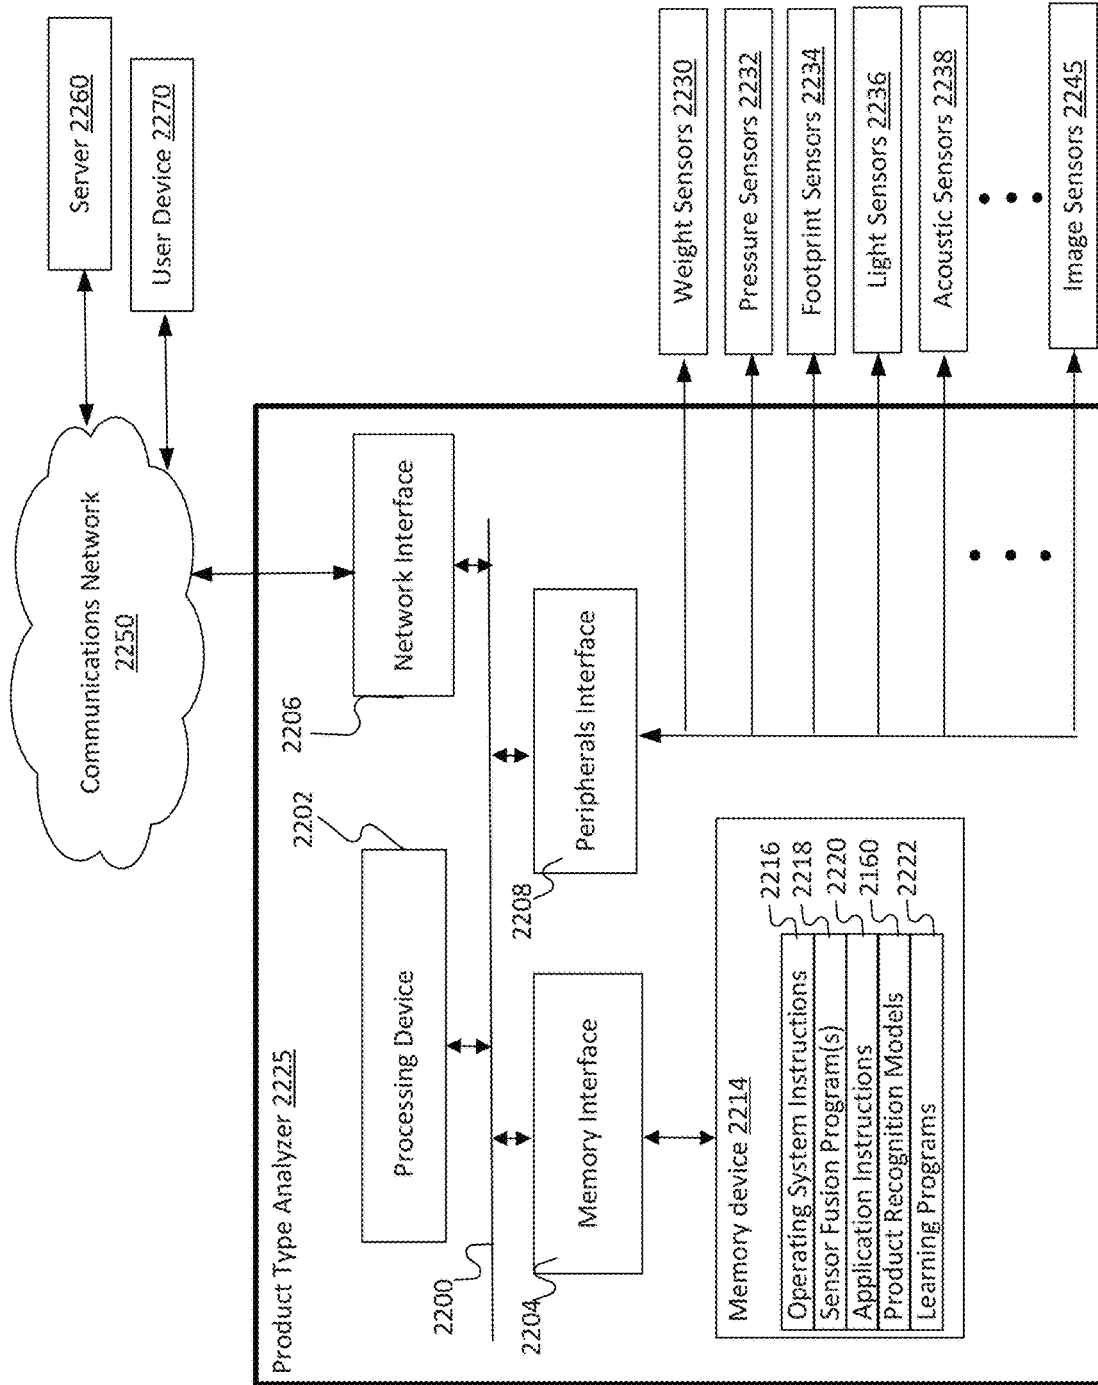 Server 2260
User Device 2270
Communications Network
2250
Product Type Analyzer 2225
Processing Device
2202
Network Interface
2206
2200
Memory Interface
2204
Peripherals Interface
2208
Memory device 2214
Operating System Instructions
2216
Sensor Fusion Program(s)
2218
Application Instructions
2220
Product Recognition Models
2160
Learning Programs
2222
Weight Sensors 2230
Pressure Sensors 2232
Footprint Sensors 2234
Light Sensors 2236
Acoustic Sensors 2238
Image Sensors 2245